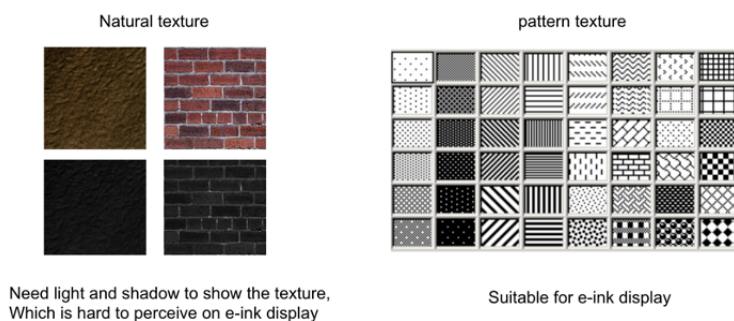 Natural texture
pattern texture
Need light and shadow to show the texture,
Which is hard to perceive on e-ink display
Suitable for e-ink display